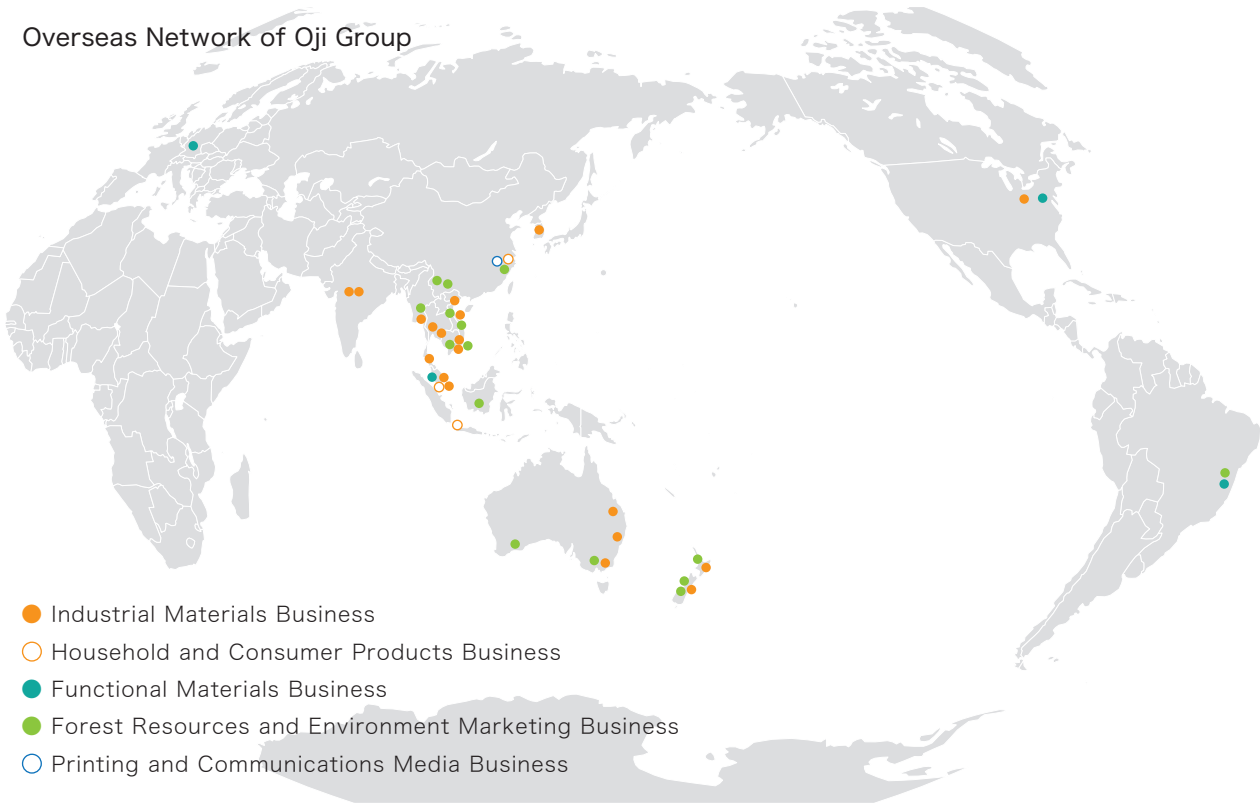 Overseas Network of Oji Group
Industrial Materials Business
Household and Consumer Products Business
Functional Materials Business
Forest Resources and Environment Marketing Business
Printing and Communications Media Business